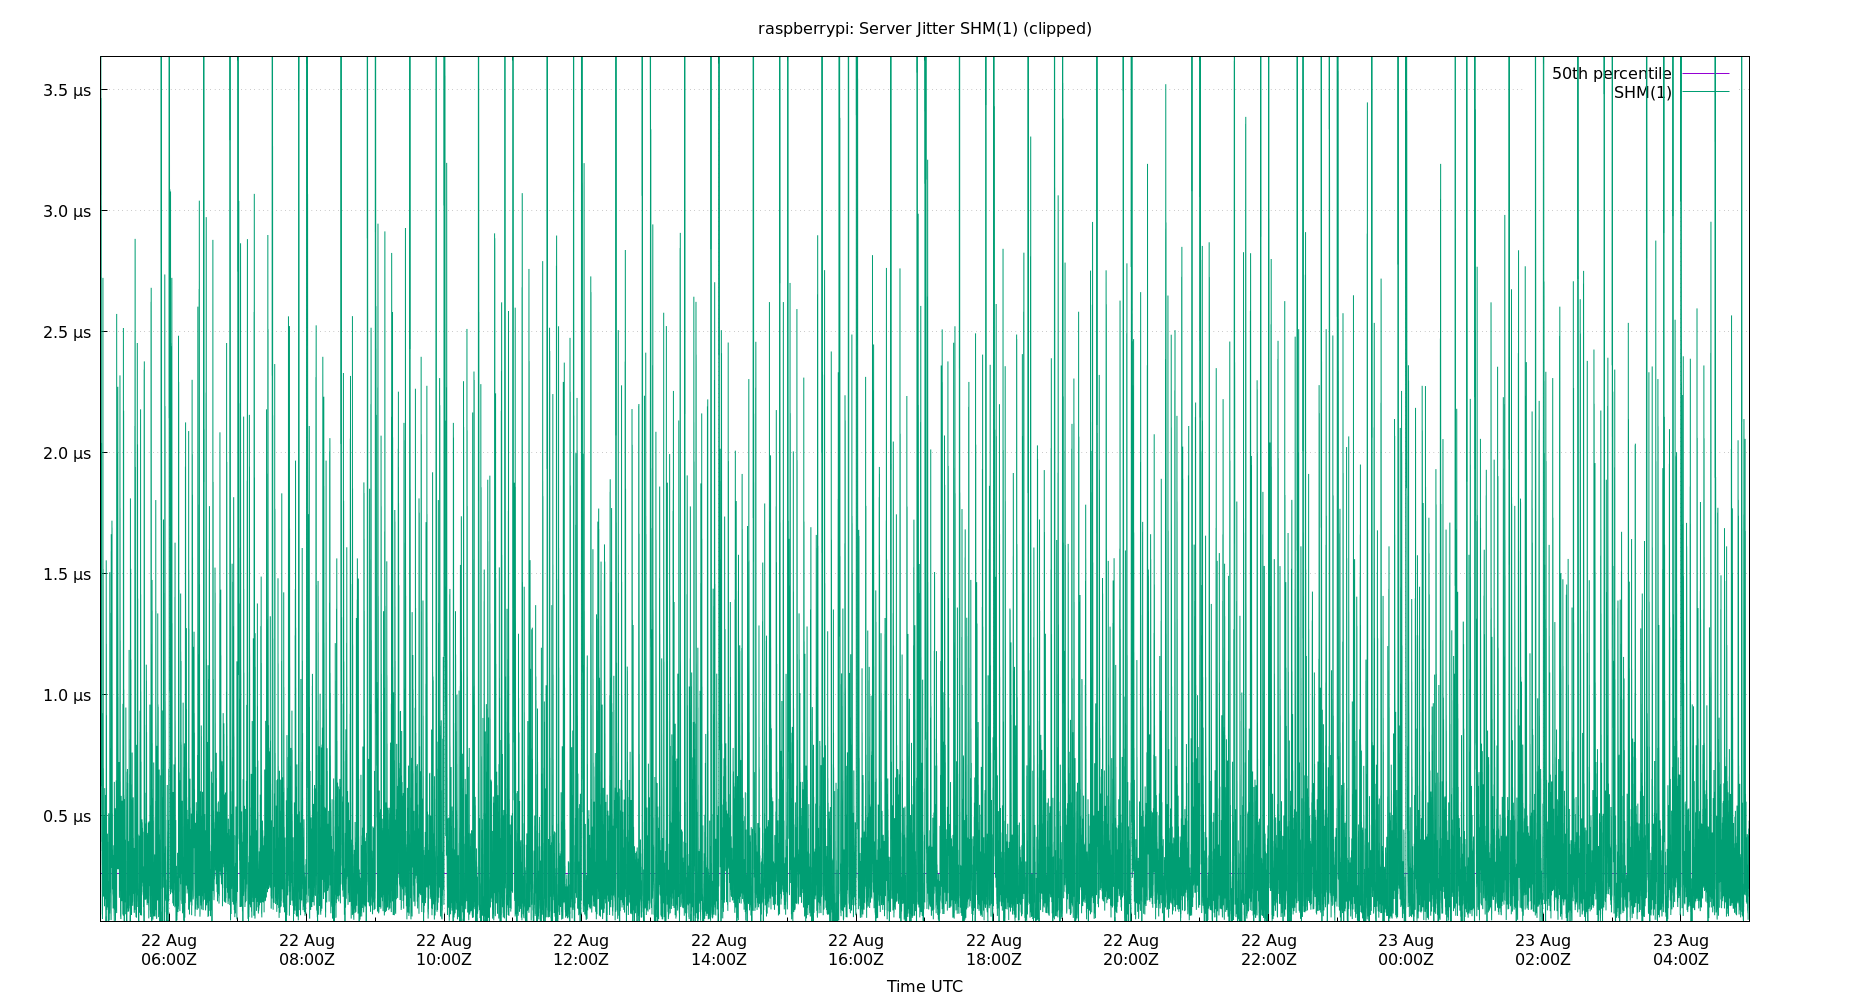 raspberrypi: Server Jitter SHM(1) (clipped)
50th percentile
SHM(1)
3.5 μs
3.0 μs
2.5 μs
2.0 μs
1.5 μs
1.0 μs
0.5 μs
22 Aug 22 Aug 22 Aug 22 Aug 22 Aug 22 Aug 22 Aug 22 Aug 22 Aug 23 Aug 23 Aug 23 Aug
06:00Z 08:00Z 10:00Z 12:00Z 14:00Z 16:00Z 18:00Z 20:00Z 22:00Z 00:00Z 02:00Z 04:00Z
Time UTC